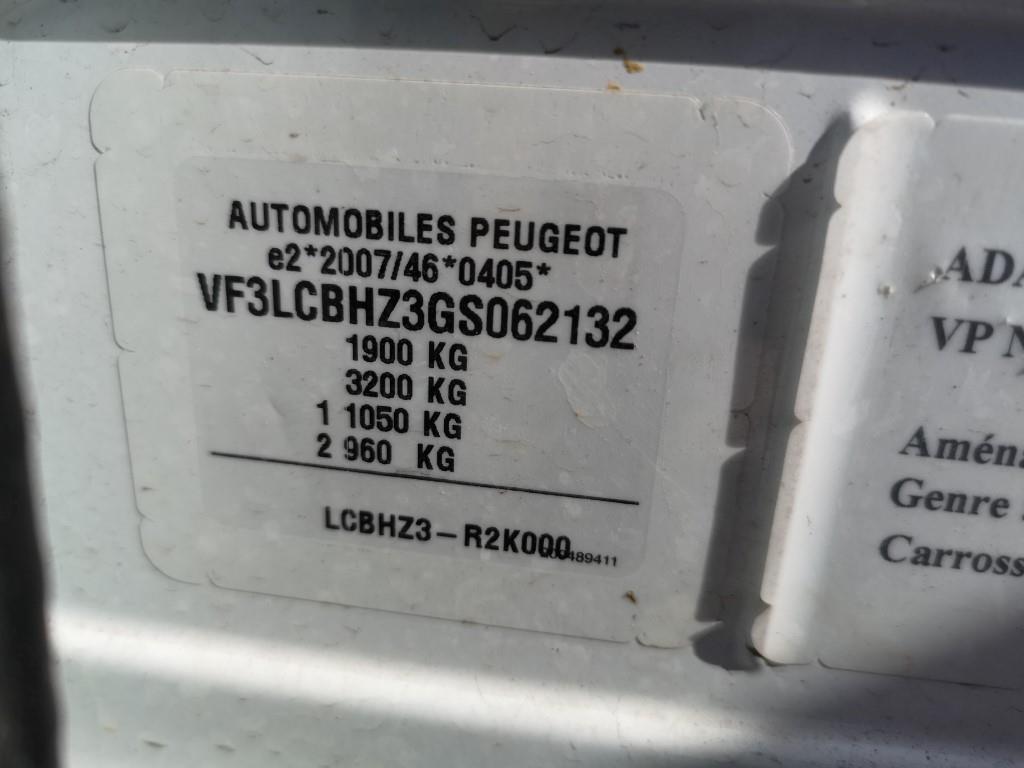 AUTOMOBILES PEUGEOT
e2*2007/46*0405*
VF3LCBHZ3GS062132
1900 KG
3200 KG
1 1050 KG
2 960 KG
LCBHZ3-R2K000
489411
ADA
VP
Aména
Genre
Carross